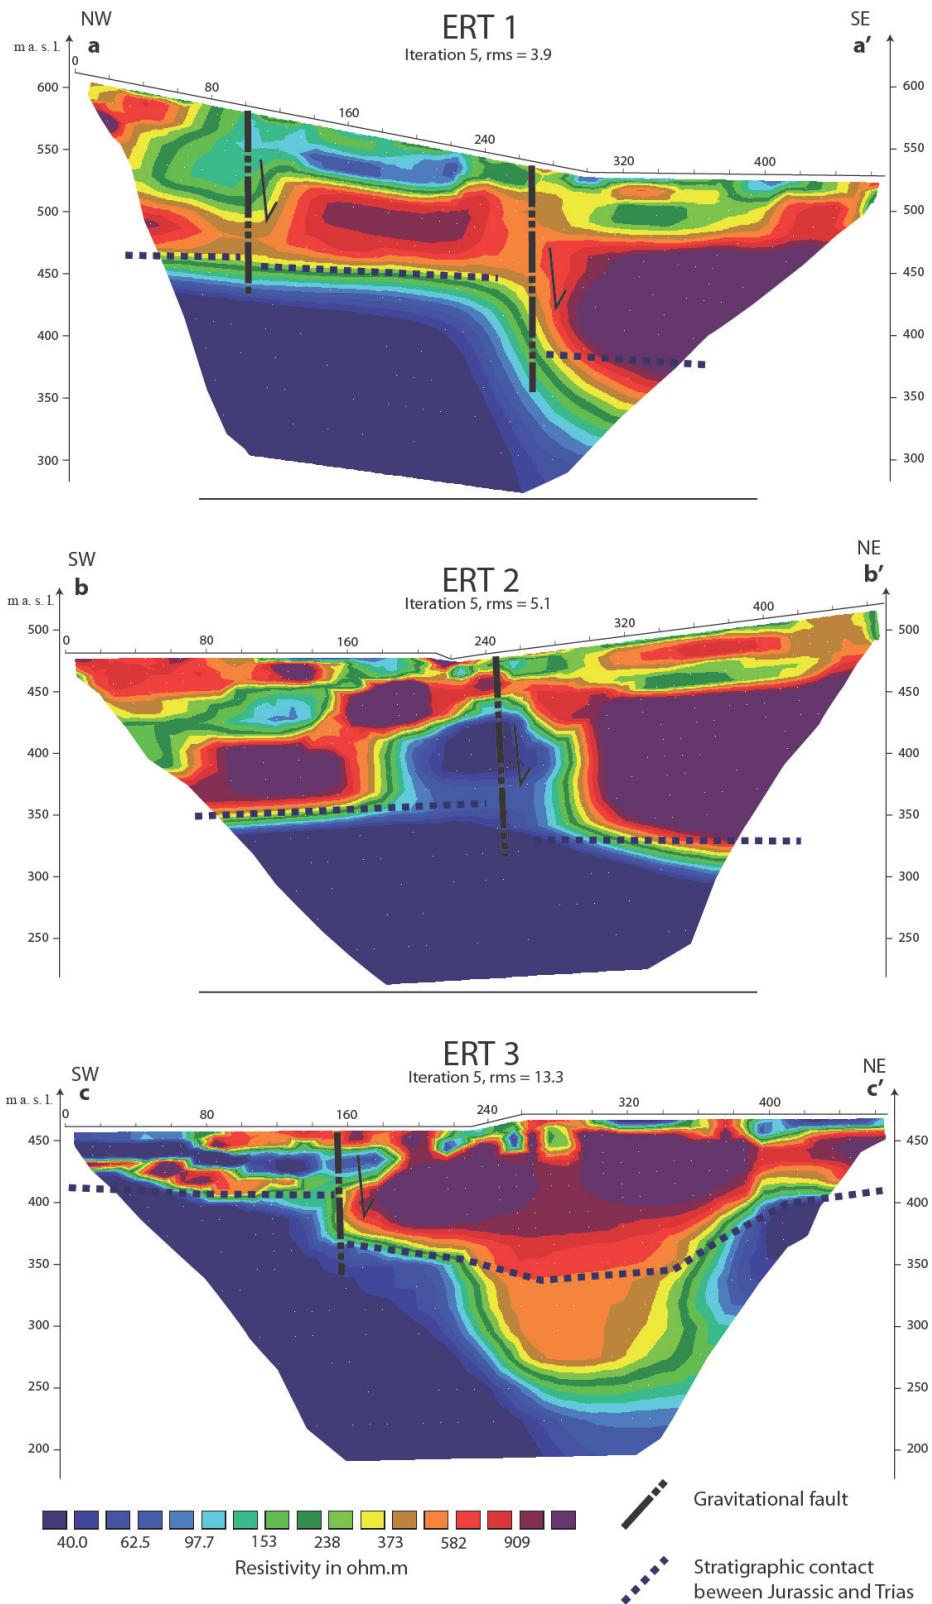 NW ERT 1 SE
m a. s. l. a Iteration 5, rms = 3.9 a’
0 80 160 240 320 400
600 600
550 550
500 500
450 450
400 400
350 350
300 300
SW ERT 2 NE
b b’
m a. s. l. Iteration 5, rms = 5.1
0 80 160 240 320 400
500 500
450 450
400 400
350 350
300 300
250 250
SW ERT 3 NE
c Iteration 5, rms = 13.3 c’
m a. s. l.
0 80 160 240 320 400
450 450
400 400
350 350
300 300
250 250
200 200
40.0 62.5 97.7 153 238 373 582 909
Resistivity in ohm.m
Gravitational fault
Stratigraphic contact
beween Jurassic and Trias